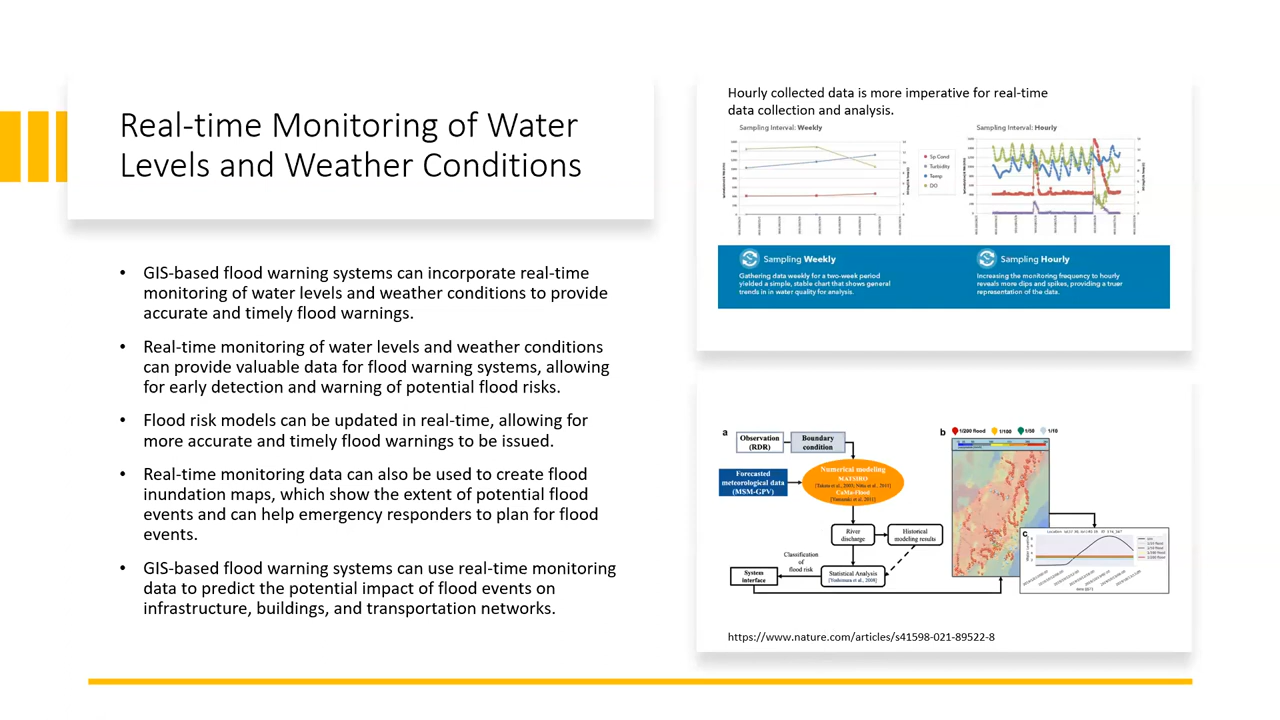 Real-time Monitoring of Water
Levels and Weather Conditions
• GIS-based flood warning systems can incorporate real-time
monitoring of water levels and weather conditions to provide
accurate and timely flood warnings.
• Real-time monitoring of water levels and weather conditions
can provide valuable data for flood warning systems, allowing
for early detection and warning of potential flood risks.
• Flood risk models can be updated in real-time, allowing for
more accurate and timely flood warnings to be issued.
• Real-time monitoring data can also be used to create flood
inundation maps, which show the extent of potential flood
events and can help emergency responders to plan for flood
events.
• GIS-based flood warning systems can use real-time monitoring
data to predict the potential impact of flood events on
infrastructure, buildings, and transportation networks.
Hourly collected data is more imperative for real-time
data collection and analysis.
Sampling Interval: Weekly
Sp Cond
Turbidity
Temp
DO
Sampling Interval: Hourly
Sampling Weekly
Gathering data weekly for a two-week period
yielded a simple, stable chart that shows general
trends in in water quality for analysis.
Sampling Hourly
Increasing the monitoring frequency to hourly
reveals more dips and spikes, providing a truer
representation of the data.
a
Observation
(RDR)
Boundary
condition
Forecasted
meteorological data
(MSM-GPV)
Numerical modeling
MATSIRO
CaMa-Flood
River
discharge
Historical
modeling results
Classification
of
flood risk
System
interface
Statistical Analysis
b
1/200 flood
1/100
1/50
1/10
c
https://www.nature.com/articles/s41598-021-89522-8